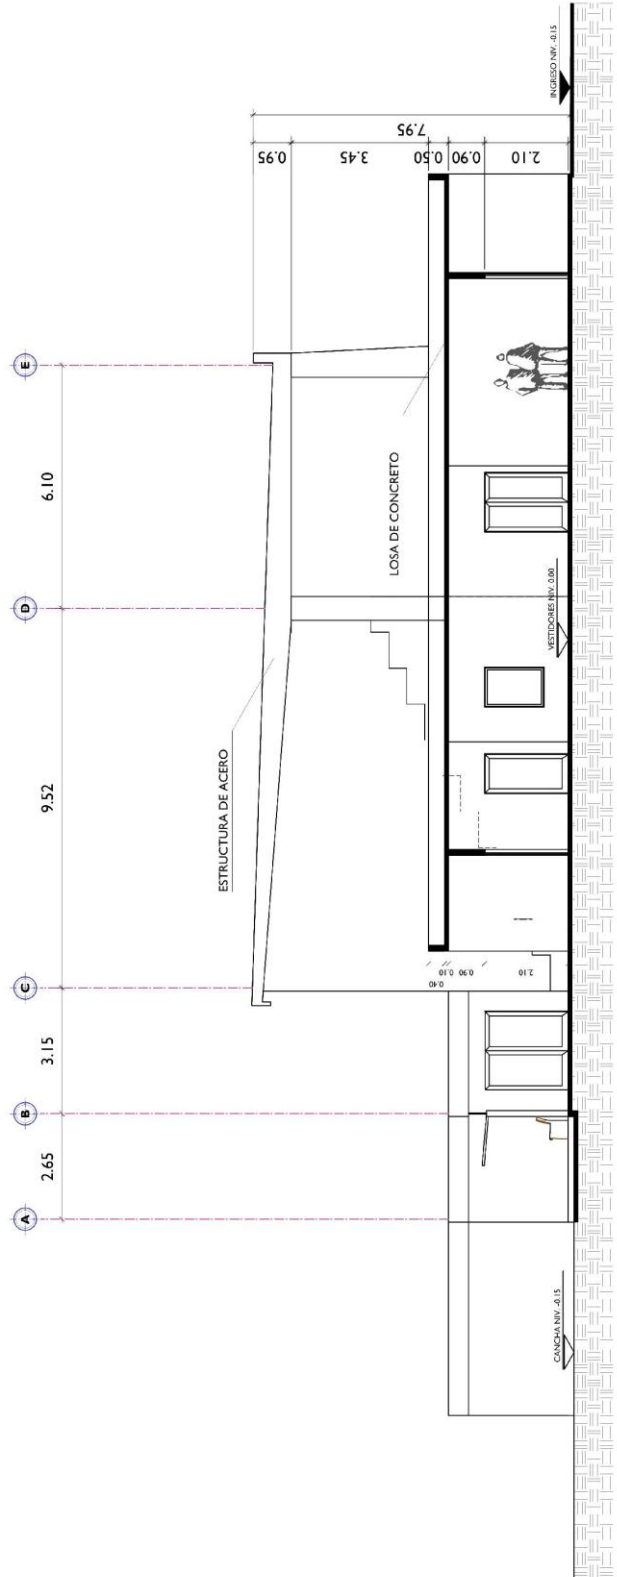 A
B
C
D
E
2.65
3.15
9.52
6.10
ESTRUCTURA DE ACERO
LOSA DE CONCRETO
0.95
3.45
0.50
0.90
2.10
7.95
0.40
0.10
0.90
2.10
CANCHA NIV. -0.15
VESTIDORES NIV. 0.00
INGRESO NIV. -0.15